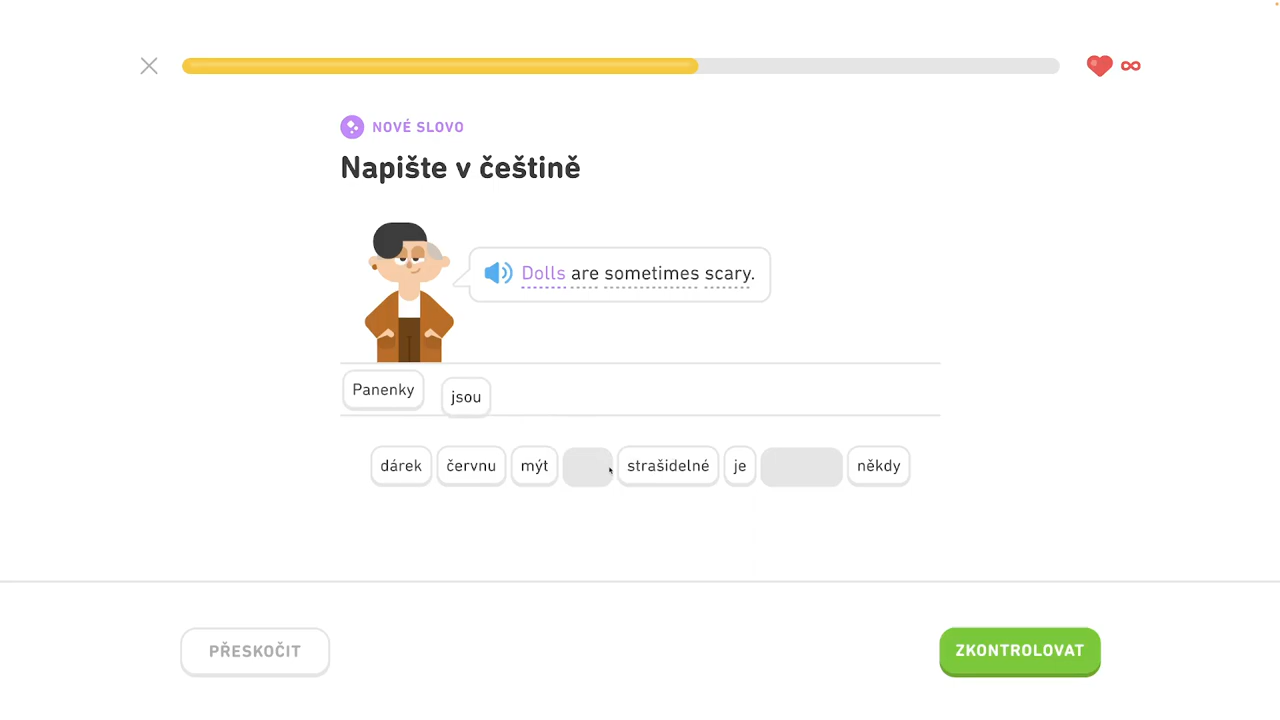 ∞
NOVÉ SLOVO
Napište v češtině
Dolls are sometimes scary.
Panenky jsou
dárek červnu mýt strašidelné je někdy
PŘESKOČIT ZKONTROLOVAT